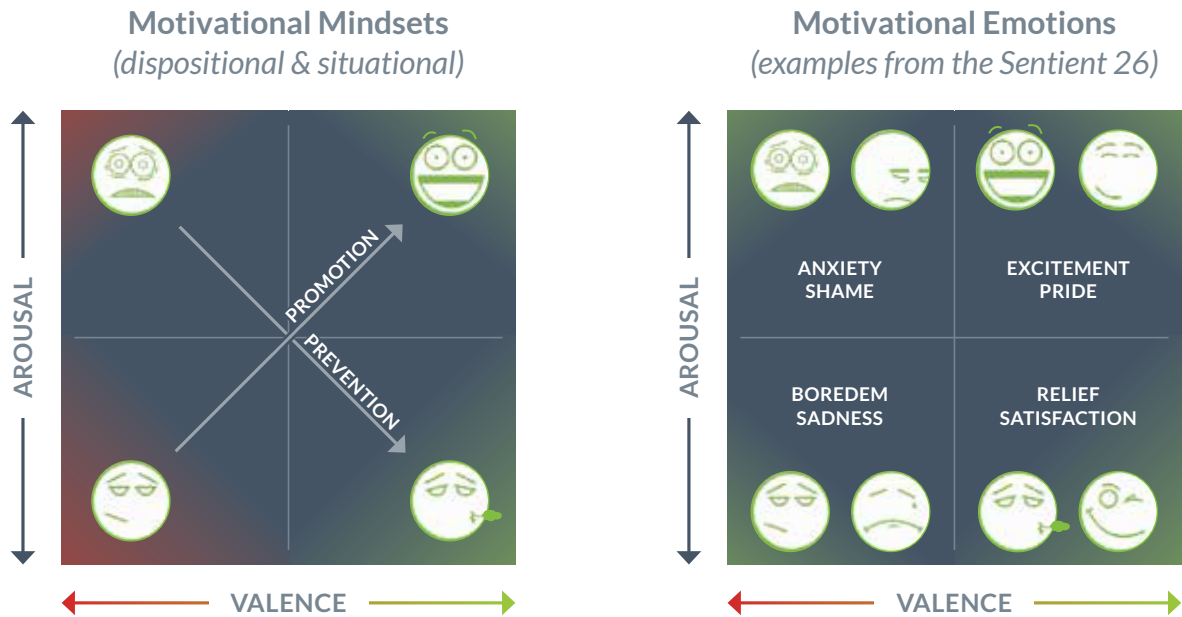 Motivational Mindsets
(dispositional & situational)
AROUSAL
PROMOTION
PREVENTION
VALENCE
Motivational Emotions
(examples from the Sentient 26)
AROUSAL
ANXIETY
SHAME
EXCITEMENT
PRIDE
BOREDEM
SADNESS
RELIEF
SATISFACTION
VALENCE